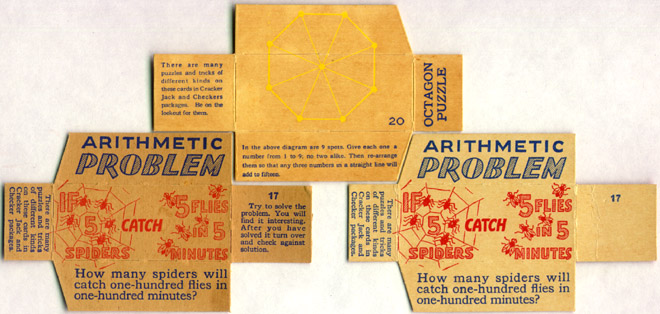 There are many
puzzles and tricks of
different kinds on
these cards in Cracker
Jack and Checkers
packages. Be on the
lookout for them.
20
OCTAGON
PUZZLE
In the above diagram are 9 spots. Give each one a
number from 1 to 9; no two alike. Then re-arrange
them so that any three numbers in a straight line will
add to fifteen.
ARITHMETIC
PROBLEM
There are many
puzzles and tricks
of different kinds
on these cards in
Cracker Jack and
Checker packages.
IF
5
SPIDERS
CATCH
5 FLIES
IN 5
MINUTES
How many spiders will
catch one-hundred flies in
one-hundred minutes?
17
Try to solve the
problem. You will
find it interesting.
After you have
solved it turn over
and check against
solution.
ARITHMETIC
PROBLEM
There are many
puzzles and tricks
of different kinds
on these cards in
Cracker Jack and
Checker packages.
IF
5
SPIDERS
CATCH
5 FLIES
IN 5
MINUTES
How many spiders will
catch one-hundred flies in
one-hundred minutes?
17